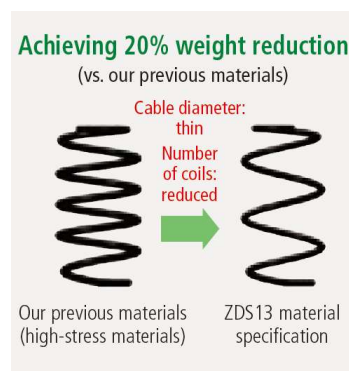 Achieving 20% weight reduction
(vs. our previous materials)
Cable diameter:
thin
Number
of coils:
reduced
Our previous materials
(high-stress materials)
ZDS13 material
specification